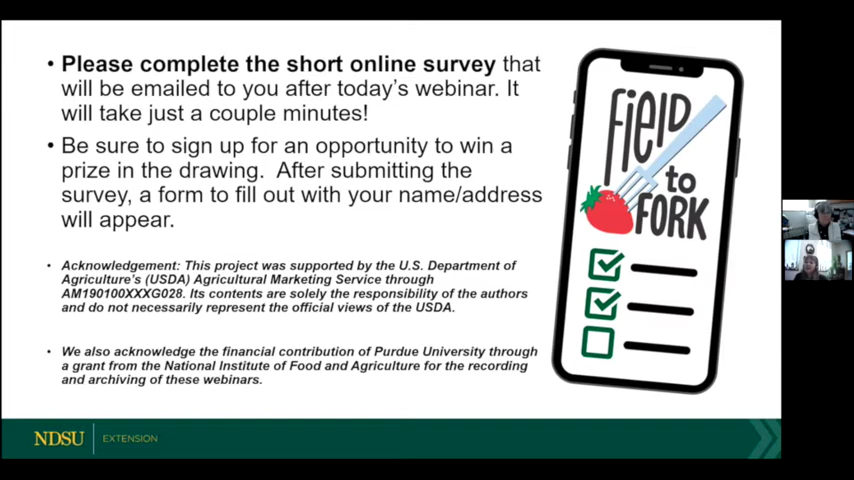 • Please complete the short online survey that
will be emailed to you after today's webinar. It
will take just a couple minutes!
• Be sure to sign up for an opportunity to win a
prize in the drawing. After submitting the
survey, a form to fill out with your name/address
will appear.
• Acknowledgement: This project was supported by the U.S. Department of
Agriculture's (USDA) Agricultural Marketing Service through
AM190100XXXG028. Its contents are solely the responsibility of the authors
and do not necessarily represent the official views of the USDA.
• We also acknowledge the financial contribution of Purdue University through
a grant from the National Institute of Food and Agriculture for the recording
and archiving of these webinars.
FielD
to
FORK
NDSU EXTENSION